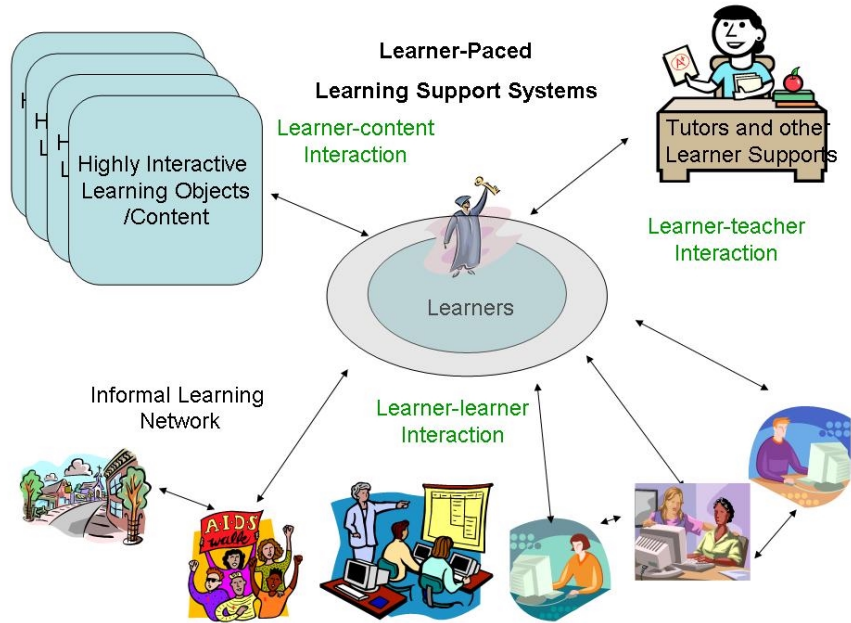 Learner-Paced
Learning Support Systems
Learner-content
Interaction
H
H
L
H
L
Highly Interactive
Learning Objects
/Content
Tutors and other
Learner Supports
A+
Learner-teacher
Interaction
Learners
Informal Learning
Network
Learner-learner
Interaction
AIDS
walk